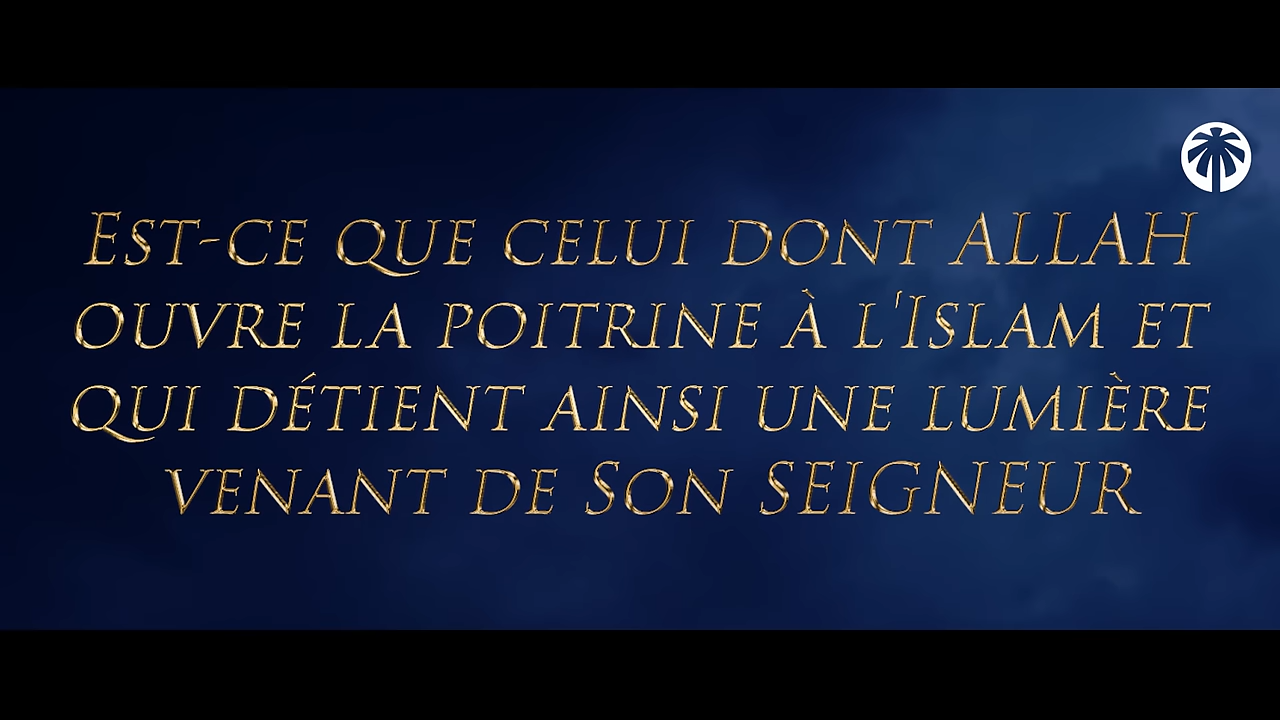 Est-ce que celui dont ALLAH
ouvre la poitrine à l'Islam et
qui détient ainsi une lumière
venant de Son SEIGNEUR